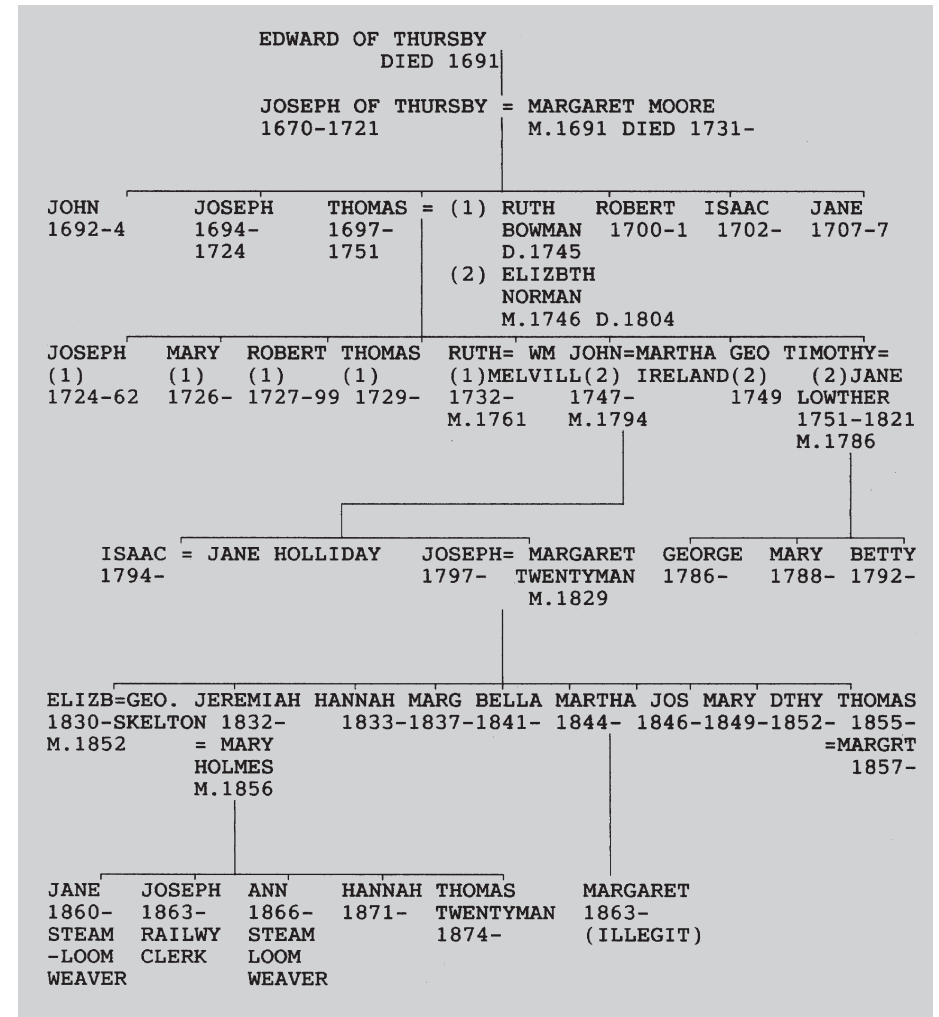 EDWARD OF THURSBY
DIED 1691
JOSEPH OF THURSBY = MARGARET MOORE
1670-1721 M.1691 DIED 1731-
JOHN JOSEPH THOMAS = (1) RUTH ROBERT ISAAC JANE
1692-4 1694- 1697- BOWMAN 1700-1 1702- 1707-7
1724 1751 D.1745
(2) ELIZBTH
NORMAN
M.1746 D.1804
JOSEPH MARY ROBERT THOMAS RUTH= WM JOHN=MARTHA GEO TIMOTHY=
(1) (1) (1) (1) (1)MELVILL(2) IRELAND(2) (2)JANE
1724-62 1726- 1727-99 1729- 1732- 1747- 1749 LOWTHER
M.1761 M.1794 1751-1821
M.1786
ISAAC = JANE HOLLIDAY JOSEPH= MARGARET GEORGE MARY BETTY
1794- 1797- TWENTYMAN 1786- 1788- 1792-
M.1829
ELIZB=GEO. JEREMIAH HANNAH MARG BELLA MARTHA JOS MARY DTHY THOMAS
1830-SKELTON 1832- 1833-1837-1841- 1844- 1846-1849-1852- 1855-
M.1852 = MARY =MARGRT
HOLMES 1857-
M.1856
JANE JOSEPH ANN HANNAH THOMAS MARGARET
1860- 1863- 1866- 1871- TWENTYMAN 1863-
STEAM RAILWY STEAM 1874- (ILLEGIT)
-LOOM CLERK LOOM
WEAVER WEAVER